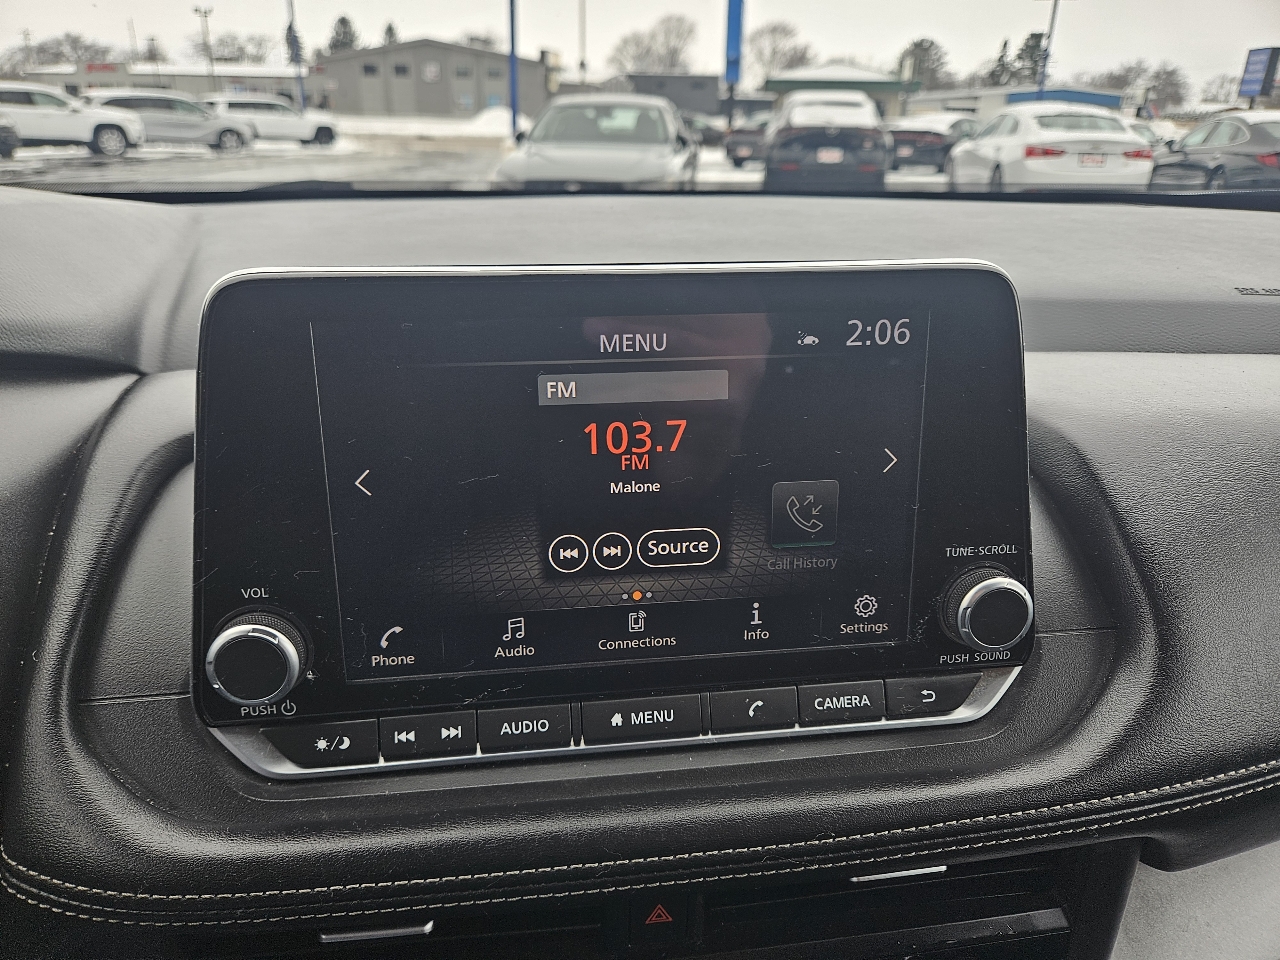 MENU
2:06
FM
103.7
FM
Malone
Source
Call History
Phone
Audio
Connections
Info
Settings
VOL
PUSH
TUNE·SCROLL
PUSH SOUND
AUDIO
MENU
CAMERA